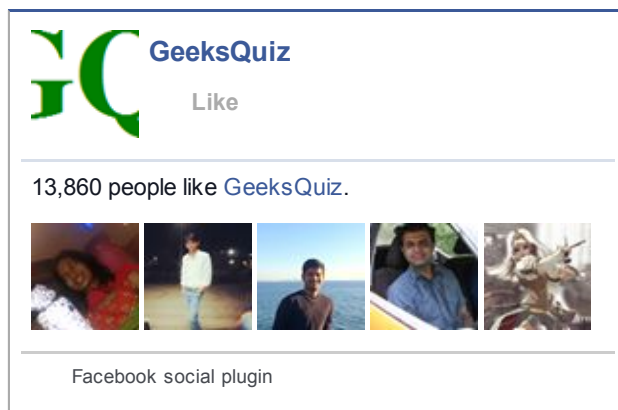 GQ
GeeksQuiz
Like
13,860 people like GeeksQuiz.
Facebook social plugin